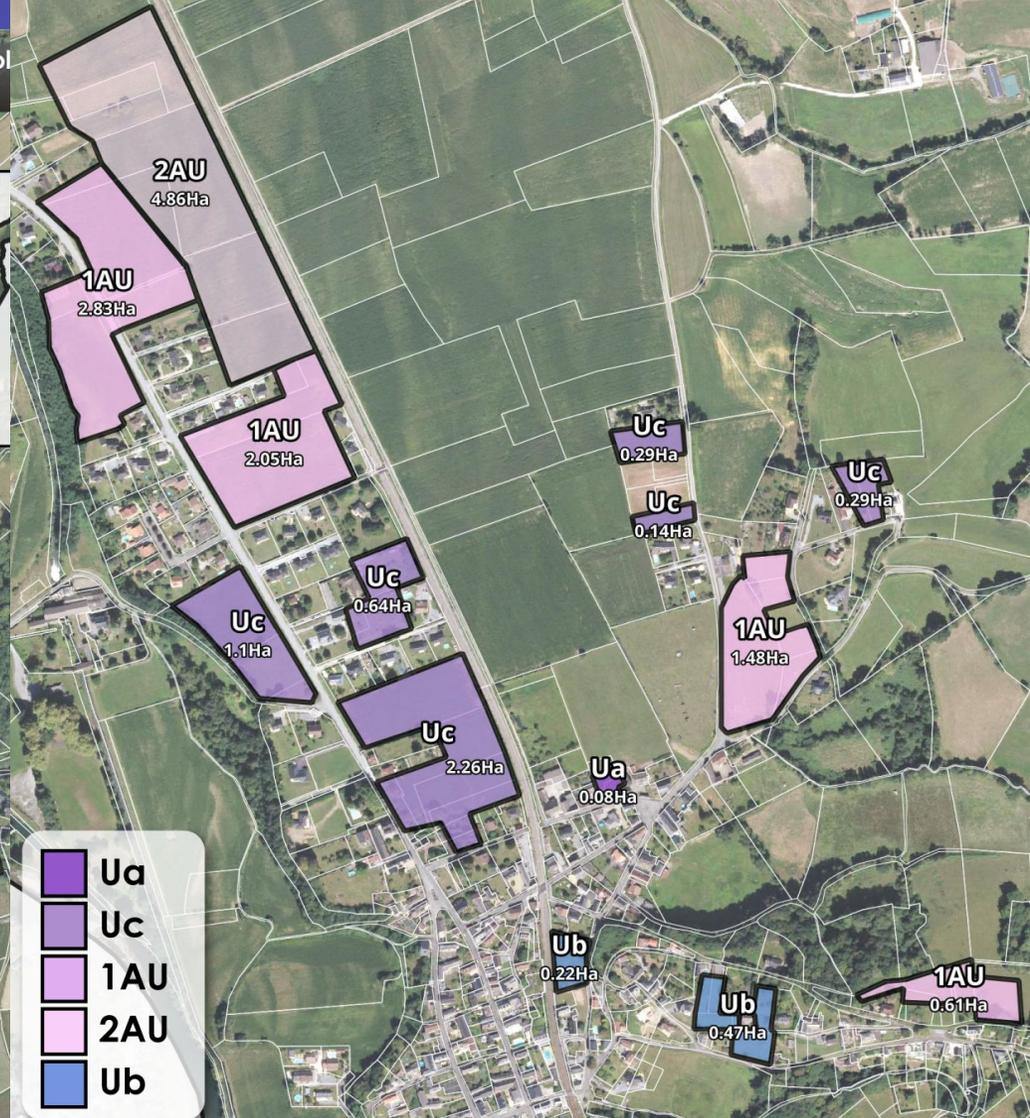 2AU
4.86Ha
1AU
2.83Ha
1AU
2.05Ha
Uc
0.29Ha
Uc
0.29Ha
Uc
0.14Ha
Uc
0.64Ha
Uc
1.1Ha
1AU
1.48Ha
Uc
2.26Ha
Ua
0.08Ha
Ub
0.22Ha
Ub
0.47Ha
1AU
0.61Ha
Ua
Uc
1AU
2AU
Ub